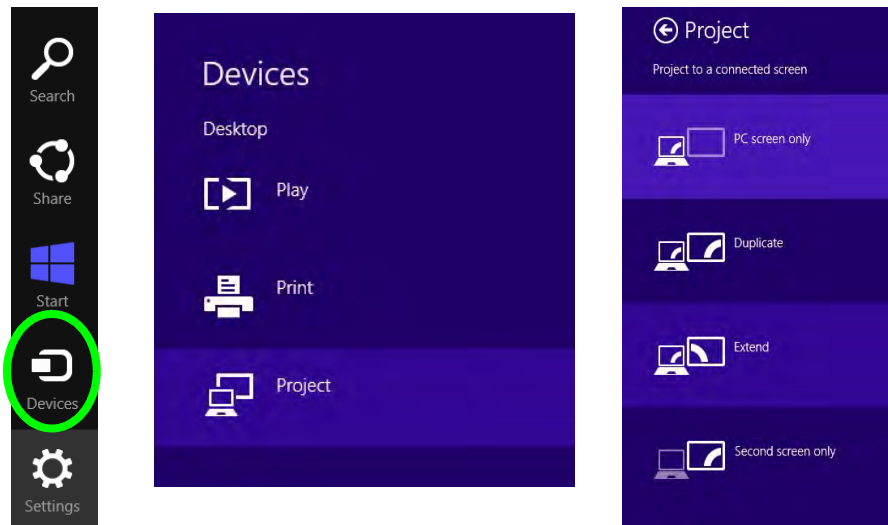 Search
Share
Start
Devices
Settings
Devices
Desktop
Play
Print
Project
Project
Project to a connected screen
PC screen only
Duplicate
Extend
Second screen only